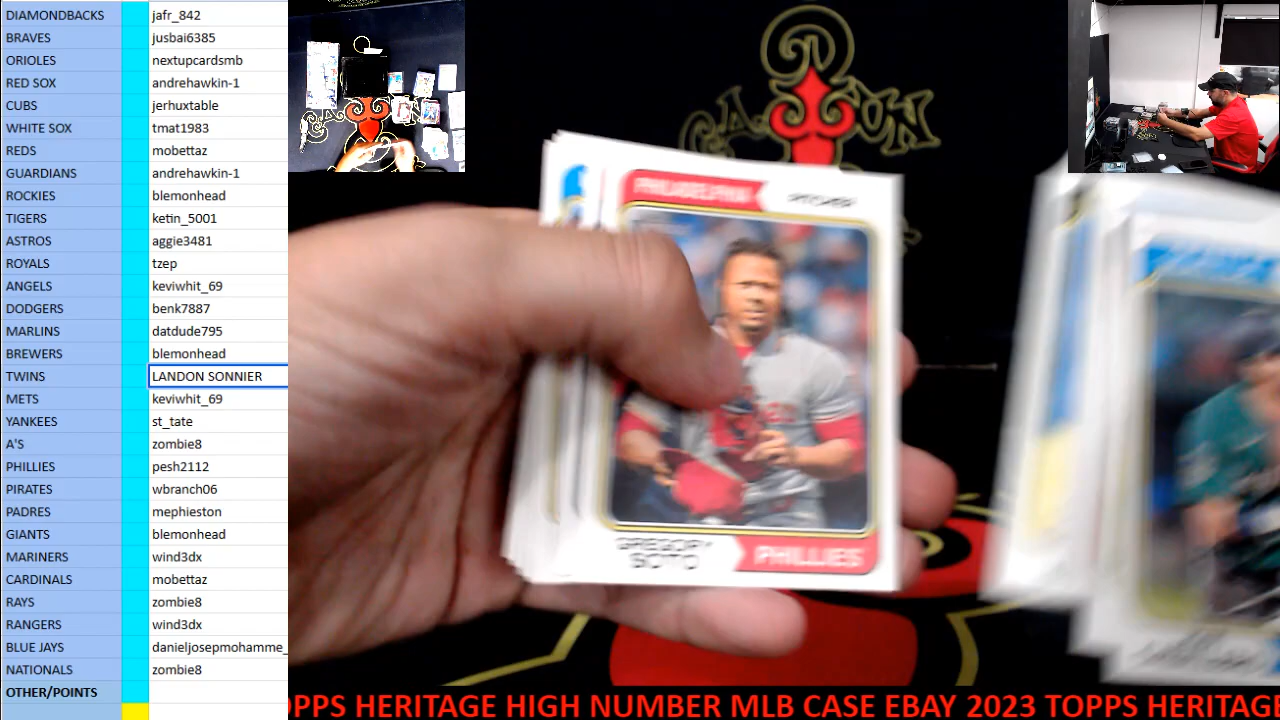 DIAMONDBACKS jafr_842
BRAVES jusbai6385
ORIOLES nextupcardsmb
RED SOX andrehawkin-1
CUBS jerhuxtable
WHITE SOX tmat1983
REDS mobettaz
GUARDIANS andrehawkin-1
ROCKIES blemonhead
TIGERS ketin_5001
ASTROS aggie3481
ROYALS tzep
ANGELS keviwhit_69
DODGERS benk7887
MARLINS datdude795
BREWERS blemonhead
TWINS LANDON SONNIER
METS keviwhit_69
YANKEES st_tate
A'S zombie8
PHILLIES pesh2112
PIRATES wbranch06
PADRES mephieston
GIANTS blemonhead
MARINERS wind3dx
CARDINALS mobettaz
RAYS zombie8
RANGERS wind3dx
BLUE JAYS danieljosepmohamme_
NATIONALS zombie8
OTHER/POINTS
PHILADELPHIA PITCHER
GREGORY
SOTO
PHILLIES
OPPS HERITAGE HIGH NUMBER MLB CASE EBAY 2023 TOPPS HERITAGE